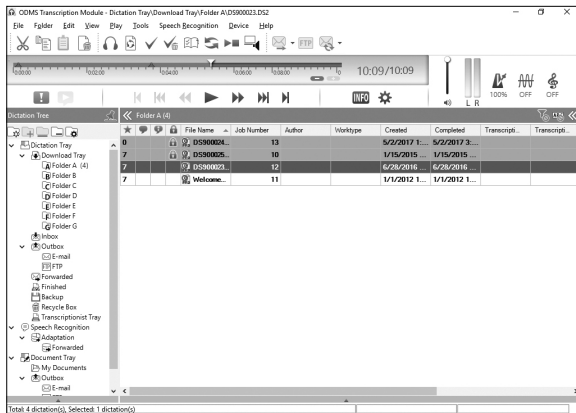 ODMS Transcription Module - Dictation Tray\Download Tray\Folder A\DS900023.DS2
File Folder Edit View Play Tools Speech Recognition Device Help
FTP
0:00:00 0:02:00 0:04:00 0:06:00 0:08:00 10:09/10:09
INFO L R 100% OFF OFF
Dictation Tree Folder A (4)
File Name Job Number Author Worktype Created Completed Transcripti... Transcripti...
0 DS900024... 13 5/2/2017 1:... 5/2/2017 3:...
7 DS900025... 10 1/15/2015 ... 1/15/2015 ...
7 DS900023... 12 6/28/2016 ... 6/28/2016 ...
7 Welcome... 11 1/1/2012 1... 1/1/2012 1...
Dictation Tray
Download Tray
Folder A (4)
Folder B
Folder C
Folder D
Folder E
Folder F
Folder G
Inbox
Outbox
E-mail
FTP
Forwarded
Finished
Backup
Recycle Box
Transcriptionist Tray
Speech Recognition
Adaptation
Forwarded
Document Tray
My Documents
Outbox
E-mail
Total: 4 dictation(s), Selected: 1 dictation(s)